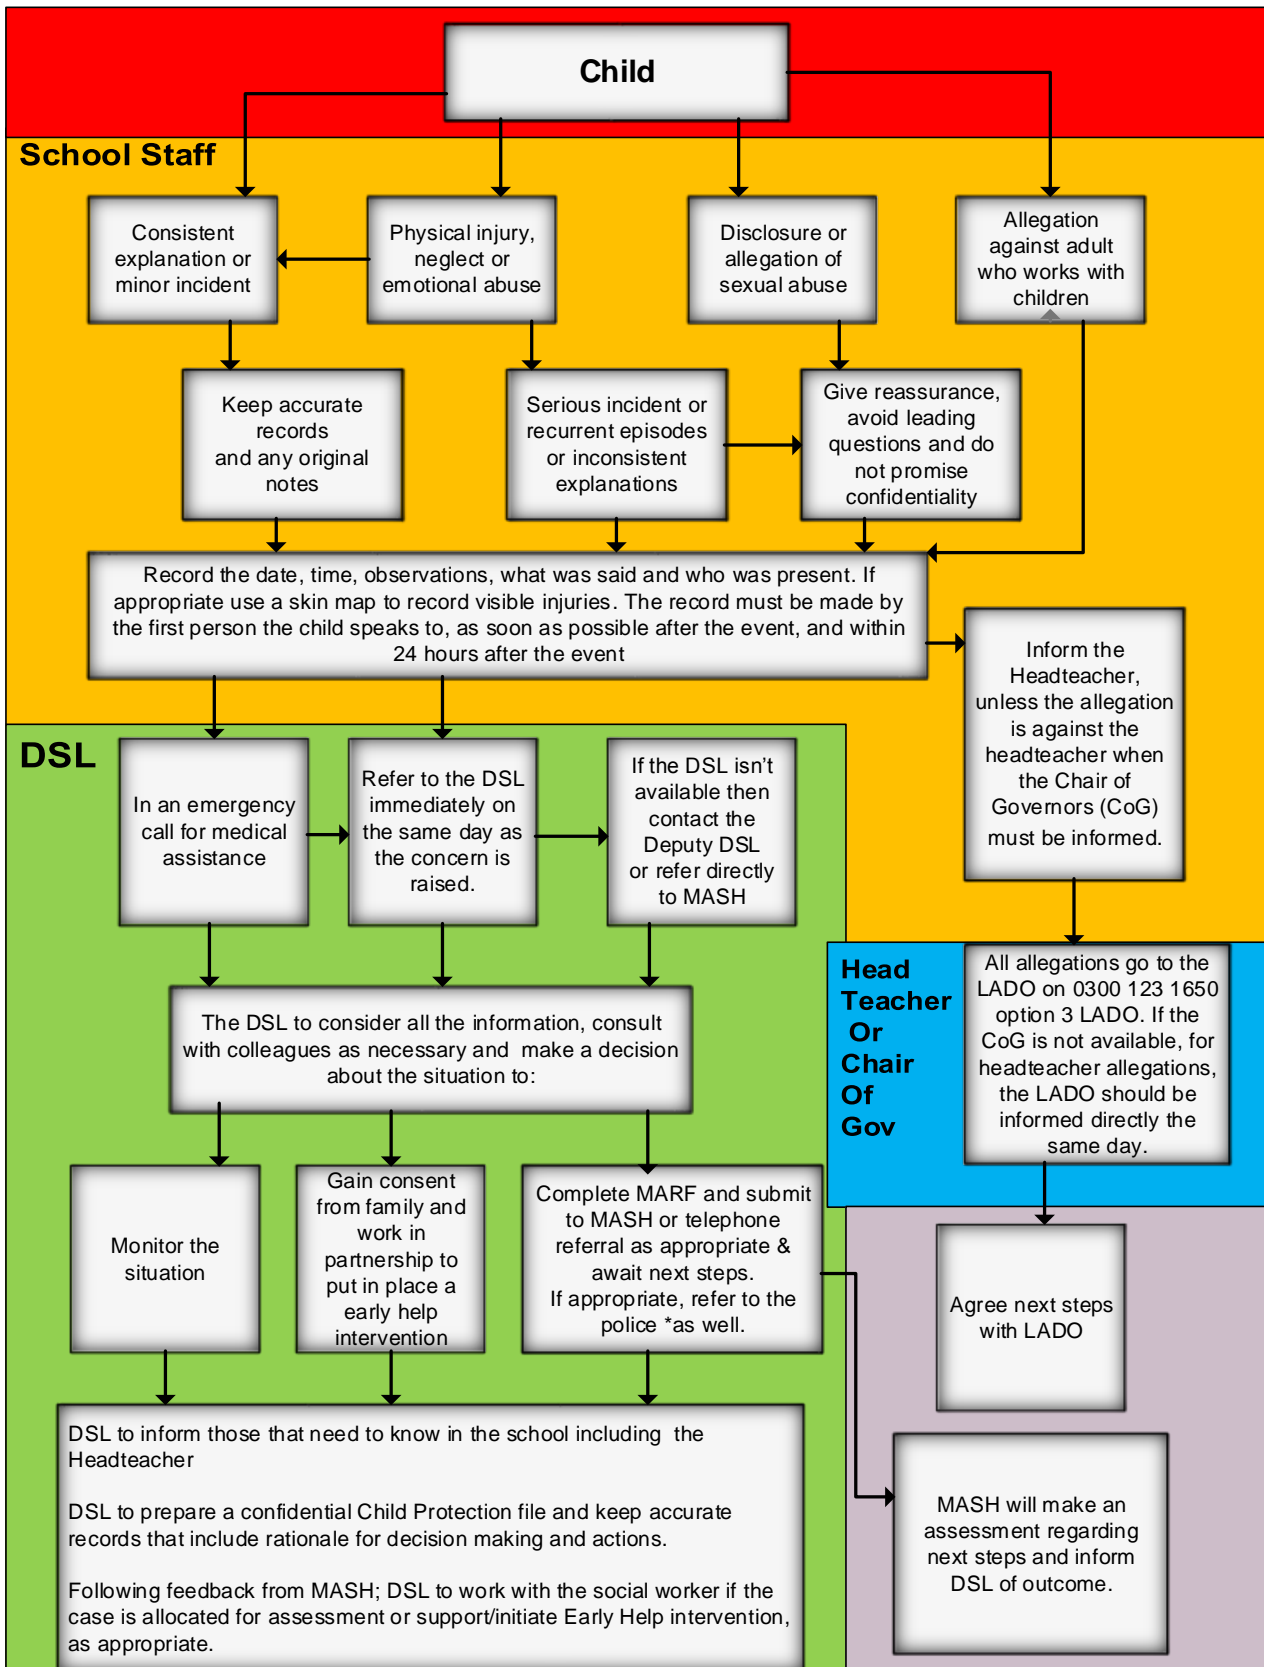 Child
School Staff
Consistent
explanation or
minor incident
Physical injury,
neglect or
emotional abuse
Disclosure or
allegation of
sexual abuse
Allegation
against adult
who works with
children
Keep accurate
records
and any original
notes
Serious incident or
recurrent episodes
or inconsistent
explanations
Give reassurance,
avoid leading
questions and do
not promise
confidentiality
Record the date, time, observations, what was said and who was present. If
appropriate use a skin map to record visible injuries. The record must be made by
the first person the child speaks to, as soon as possible after the event, and within
24 hours after the event
Inform the
Headteacher,
unless the allegation
is against the
headteacher when
the Chair of
Governors (CoG)
must be informed.
DSL
In an emergency
call for medical
assistance
Refer to the DSL
immediately on
the same day as
the concern is
raised.
If the DSL isn't
available then
contact the
Deputy DSL
or refer directly
to MASH
Head
Teacher
Or
Chair
Of
Gov
All allegations go to the
LADO on 0300 123 1650
option 3 LADO. If the
CoG is not available, for
headteacher allegations,
the LADO should be
informed directly the
same day.
The DSL to consider all the information, consult
with colleagues as necessary and make a decision
about the situation to:
Monitor the
situation
Gain consent
from family and
work in
partnership to
put in place a
early help
intervention
Complete MARF and submit
to MASH or telephone
referral as appropriate &
await next steps.
If appropriate, refer to the
police *as well.
Agree next steps
with LADO
DSL to inform those that need to know in the school including the
Headteacher
DSL to prepare a confidential Child Protection file and keep accurate
records that include rationale for decision making and actions.
Following feedback from MASH; DSL to work with the social worker if the
case is allocated for assessment or support/initiate Early Help intervention,
as appropriate.
MASH will make an
assessment regarding
next steps and inform
DSL of outcome.